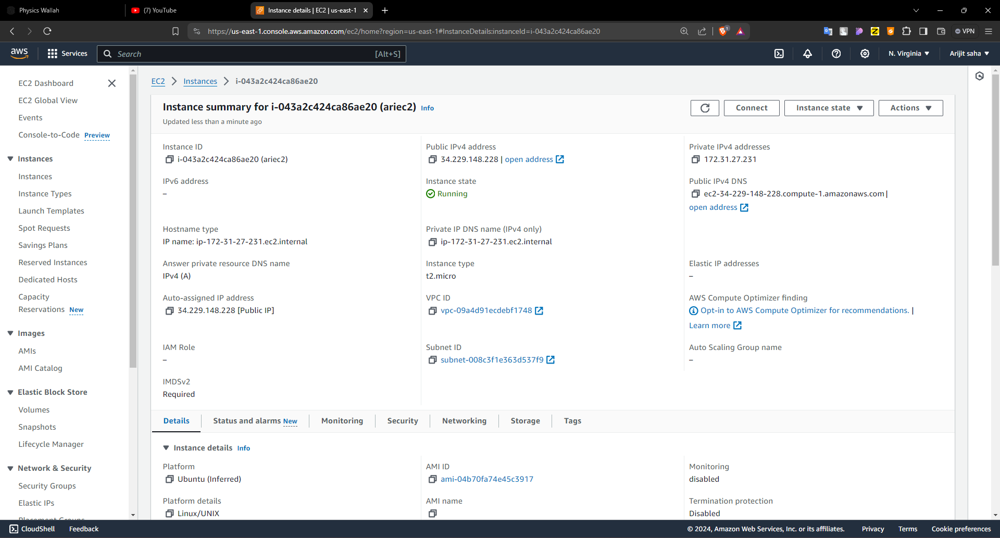 Physics Wallah
(7) YouTube
Instance details | EC2 | us-east-1
https://us-east-1.console.aws.amazon.com/ec2/home?region=us-east-1#InstanceDetails:instanceId=i-043a2c424ca86ae20
1
VPN
aws
Services
Search
[Alt+S]
N. Virginia
Arijit saha
EC2 Dashboard
EC2 Global View
Events
Console-to-Code Preview
Instances
Instances
Instance Types
Launch Templates
Spot Requests
Savings Plans
Reserved Instances
Dedicated Hosts
Capacity
Reservations New
Images
AMIs
AMI Catalog
Elastic Block Store
Volumes
Snapshots
Lifecycle Manager
Network & Security
Security Groups
Elastic IPs
Placement Groups
EC2
Instances
i-043a2c424ca86ae20
Instance summary for i-043a2c424ca86ae20 (ariec2) Info
Updated less than a minute ago
Connect
Instance state
Actions
Instance ID
i-043a2c424ca86ae20 (ariec2)
Public IPv4 address
34.229.148.228 | open address
Private IPv4 addresses
172.31.27.231
IPv6 address
–
Instance state
Running
Public IPv4 DNS
ec2-34-229-148-228.compute-1.amazonaws.com |
open address
Hostname type
IP name: ip-172-31-27-231.ec2.internal
Private IP DNS name (IPv4 only)
ip-172-31-27-231.ec2.internal
Answer private resource DNS name
IPv4 (A)
Instance type
t2.micro
Elastic IP addresses
–
Auto-assigned IP address
34.229.148.228 [Public IP]
VPC ID
vpc-09a4d91ecdebf1748
AWS Compute Optimizer finding
Opt-in to AWS Compute Optimizer for recommendations. |
Learn more
IAM Role
–
Subnet ID
subnet-008c3f1e363d537f9
Auto Scaling Group name
–
IMDSv2
Required
Details
Status and alarms New
Monitoring
Security
Networking
Storage
Tags
Instance details Info
Platform
Ubuntu (Inferred)
AMI ID
ami-04b70fa74e45c3917
Monitoring
disabled
Platform details
Linux/UNIX
AMI name
Termination protection
Disabled
CloudShell
Feedback
© 2024, Amazon Web Services, Inc. or its affiliates.
Privacy
Terms
Cookie preferences